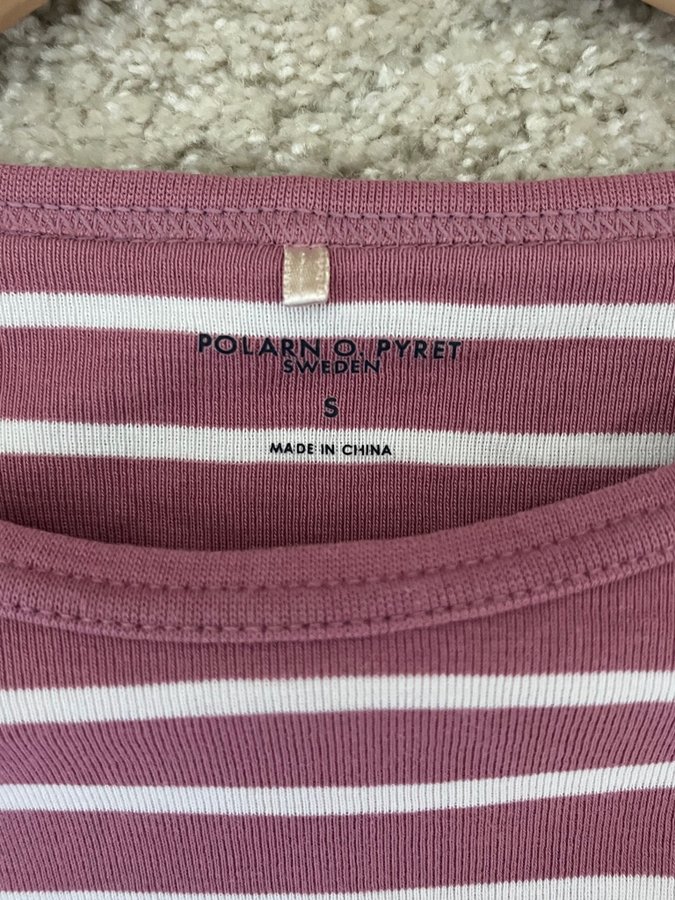 POLARN O. PYRET
SWEDEN
S
MADE IN CHINA